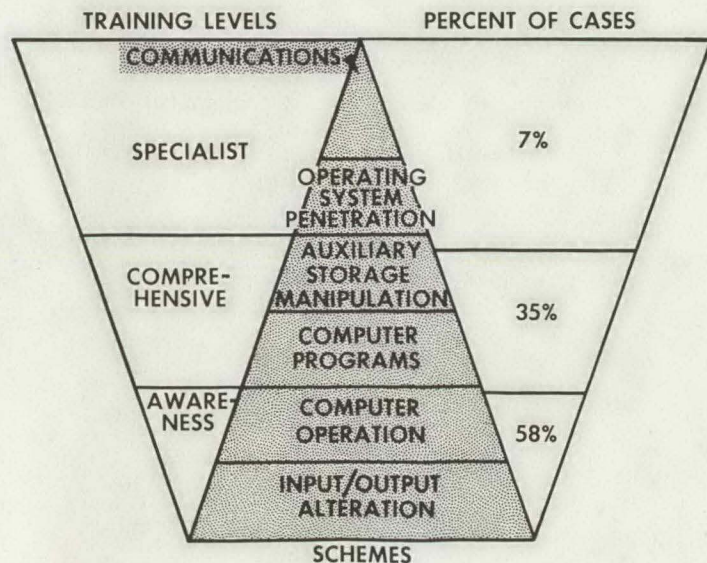 TRAINING LEVELS
PERCENT OF CASES
COMMUNICATIONS
SPECIALIST
7%
OPERATING
SYSTEM
PENETRATION
AUXILIARY
STORAGE
MANIPULATION
COMPRE-
HENSIVE
35%
COMPUTER
PROGRAMS
AWARE-
NESS
COMPUTER
OPERATION
58%
INPUT/OUTPUT
ALTERATION
SCHEMES